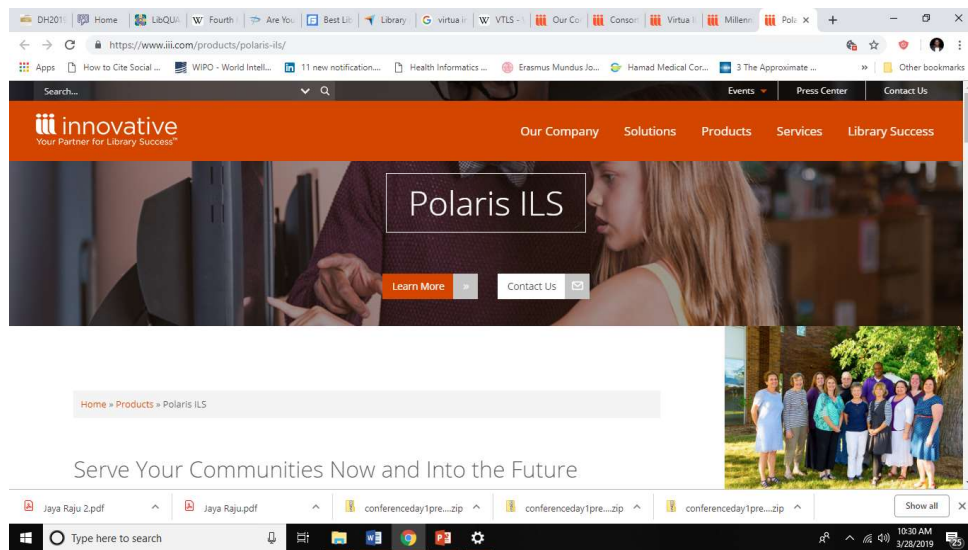 DH201 Home LibQUA Fourth Are You Best Lib Library virtua ir VTLS - Our Co Consor Virtua Millenn Pola
https://www.iii.com/products/polaris-ils/
Apps How to Cite Social ... WIPO - World Intell... 11 new notification.... Health Informatics ... Erasmus Mundus Jo... Hamad Medical Cor... 3 The Approximate ... » Other bookmarks
Search... Events Press Center Contact Us
iii innovative
Your Partner for Library Success™
Our Company Solutions Products Services Library Success
Polaris ILS
Learn More » Contact Us
Home » Products » Polaris ILS
Serve Your Communities Now and Into the Future
Jaya Raju 2.pdf Jaya Raju.pdf conferenceday1pre....zip conferenceday1pre....zip conferenceday1pre....zip Show all
Type here to search
10:30 AM
3/28/2019
25